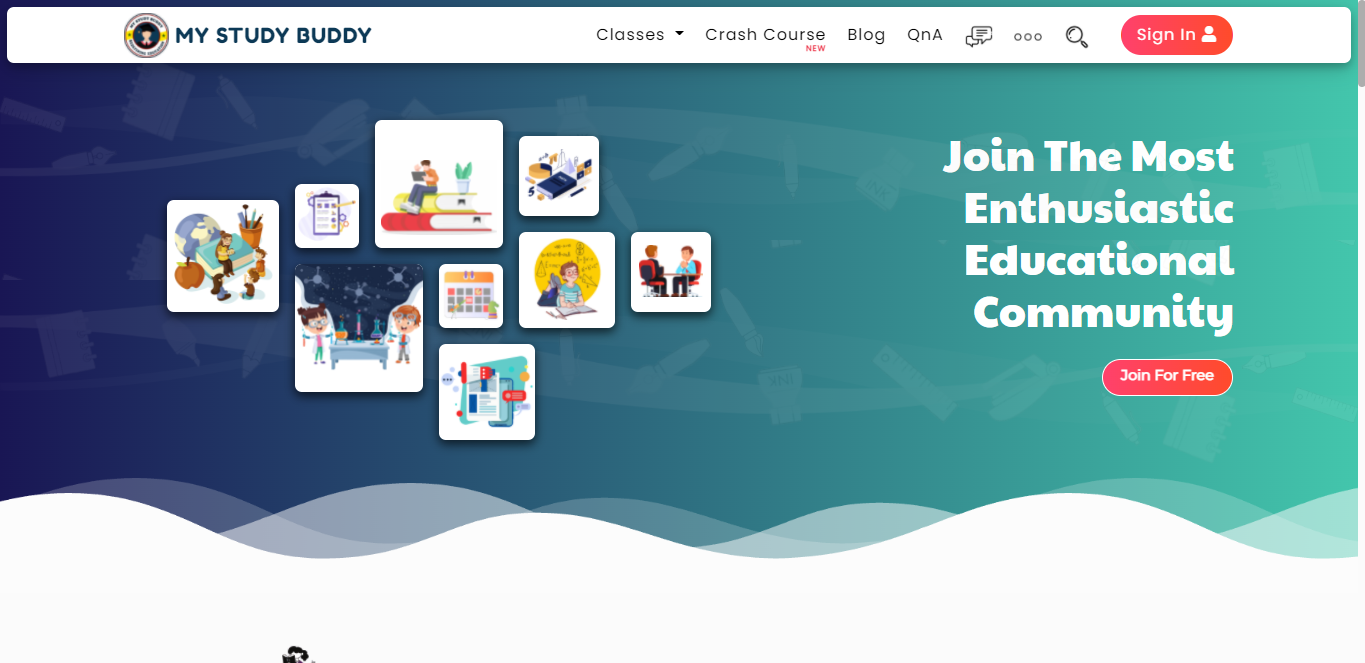 MY STUDY BUDDY
Classes
Crash Course
NEW
Blog
QnA
Sign In
Join The Most
Enthusiastic
Educational
Community
Join For Free